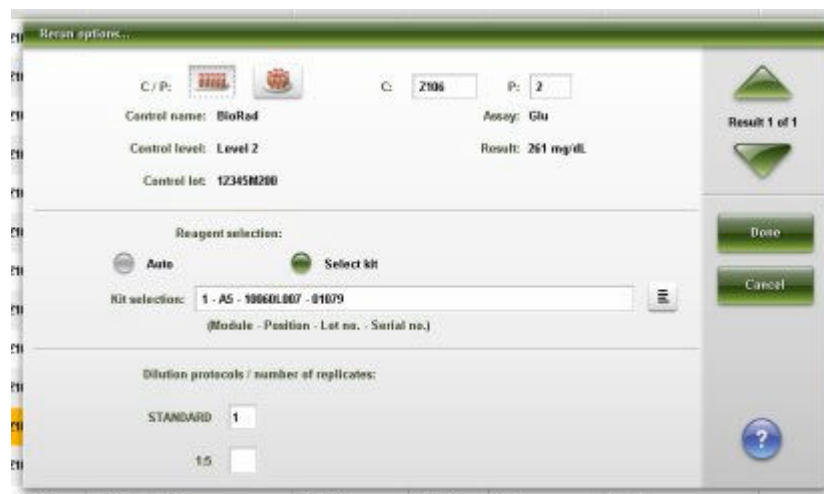 Rerun options...
C / P: C: 2106 P: 2
Control name: BioRad Assay: Glu
Result 1 of 1
Control level: Level 2 Result: 261 mg/dL
Control lot: 12345M200
Reagent selection:
Done
Auto Select kit
Cancel
Kit selection: 1 - A5 - 10060L007 - 01079
(Module - Position - Lot no. - Serial no.)
Dilution protocols / number of replicates:
STANDARD 1
?
1:5